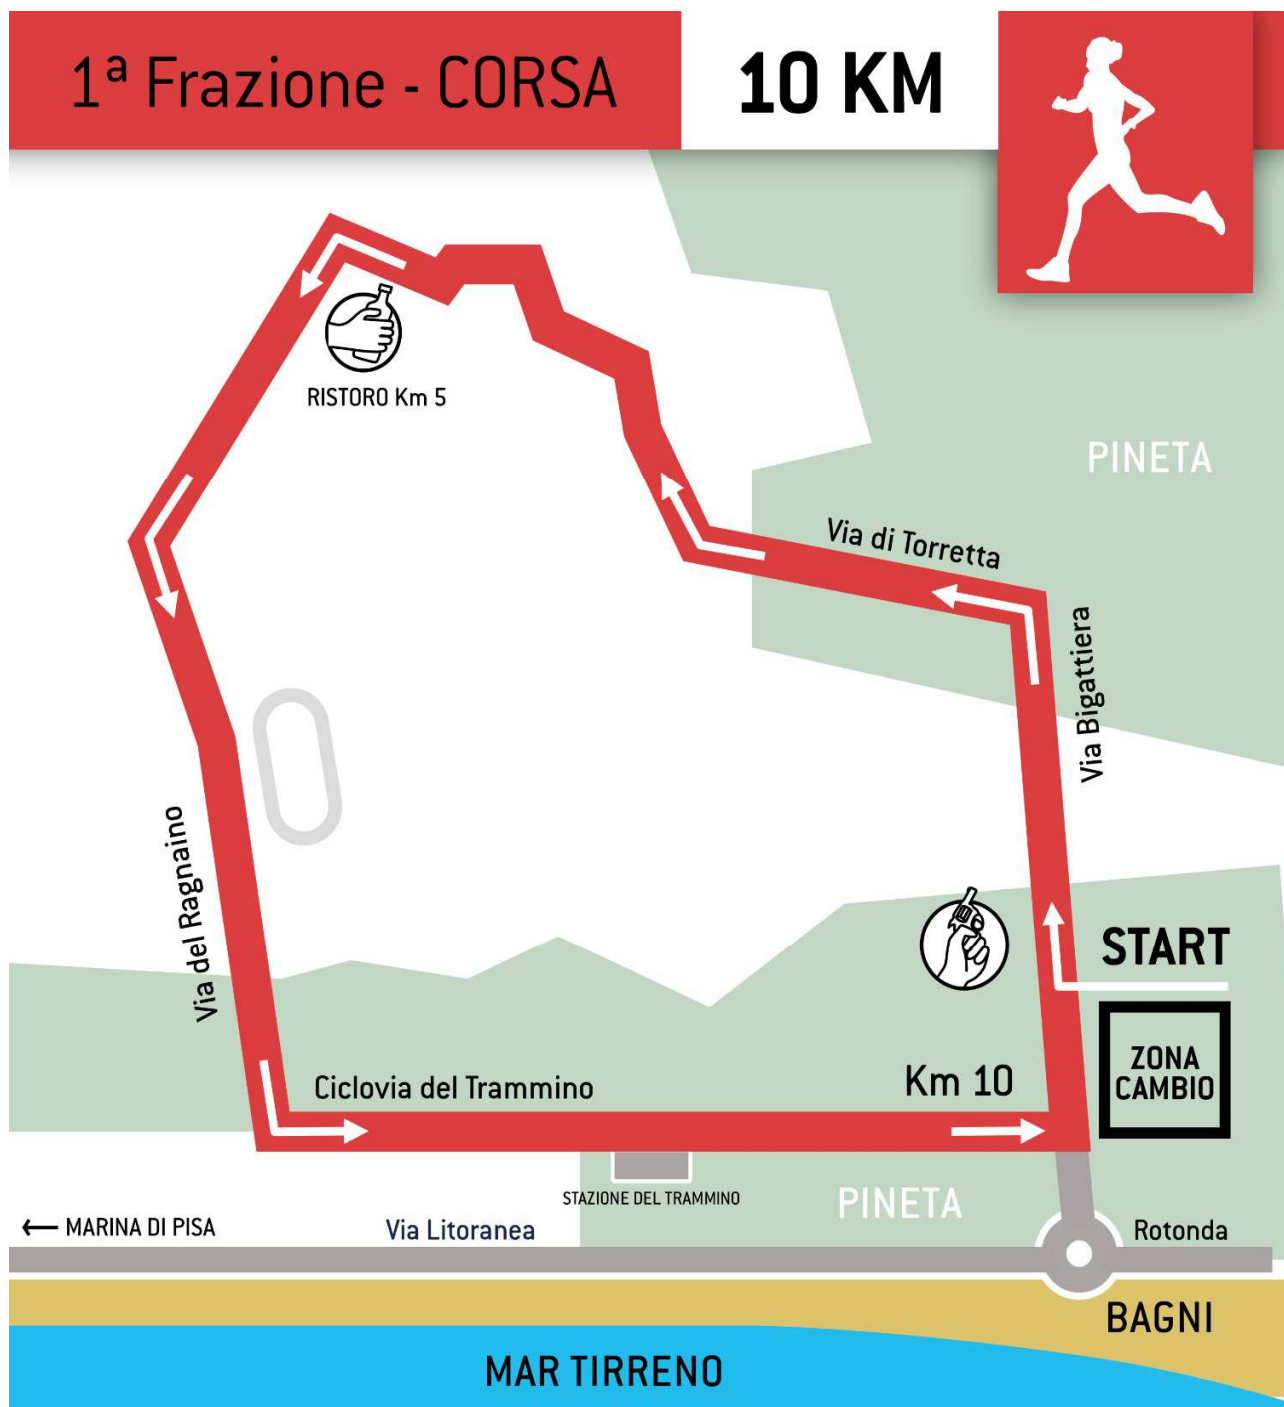 1ª Frazione - CORSA
10 KM
RISTORO Km 5
PINETA
Via di Torretta
Via Bigattiera
Via del Ragnaino
START
ZONA
CAMBIO
Km 10
Ciclovia del Trammino
STAZIONE DEL TRAMMINO
PINETA
← MARINA DI PISA
Via Litoranea
Rotonda
BAGNI
MAR TIRRENO